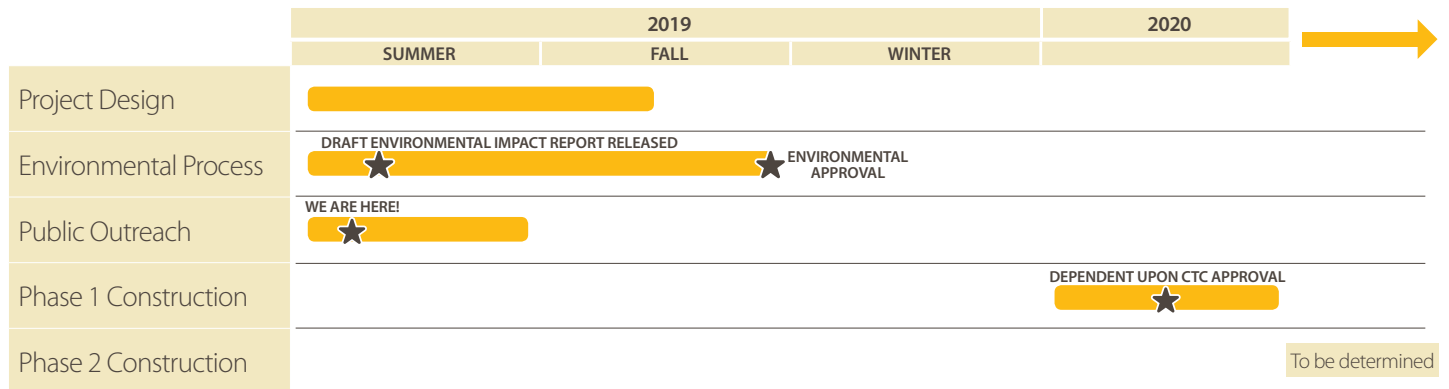 2019
2020
SUMMER
FALL
WINTER
Project Design
DRAFT ENVIRONMENTAL IMPACT REPORT RELEASED
Environmental Process
ENVIRONMENTAL
APPROVAL
WE ARE HERE!
Public Outreach
DEPENDENT UPON CTC APPROVAL
Phase 1 Construction
Phase 2 Construction
To be determined